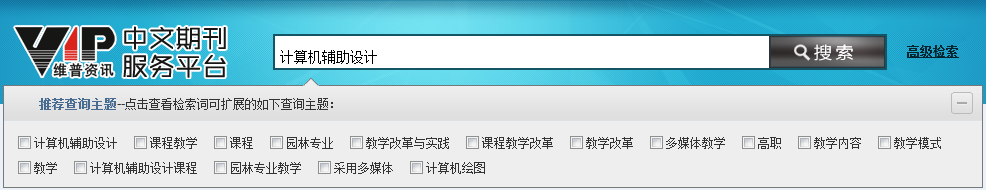 VIP 中文期刊
维普资讯 服务平台
计算机辅助设计 搜索 高级检索
推荐查询主题--点击查看检索词可扩展的如下查询主题：
计算机辅助设计 课程教学 课程 园林专业 教学改革与实践 课程教学改革 教学改革 多媒体教学 高职 教学内容 教学模式
教学 计算机辅助设计课程 园林专业教学 采用多媒体 计算机绘图